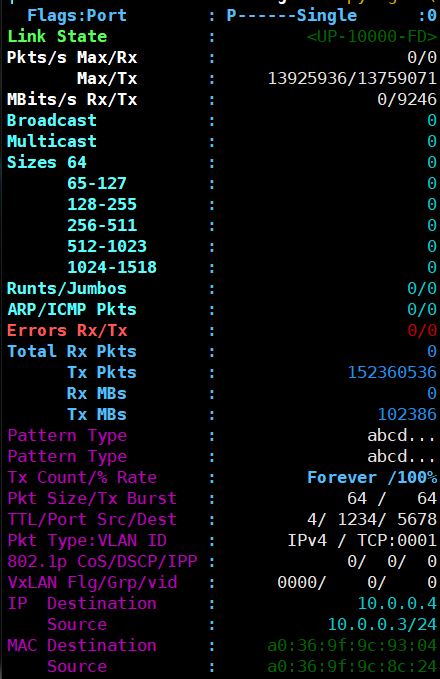 Flags:Port : P------Single :0
Link State : <UP-10000-FD>
Pkts/s Max/Rx : 0/0
Max/Tx : 13925936/13759071
MBits/s Rx/Tx : 0/9246
Broadcast : 0
Multicast : 0
Sizes 64 : 0
65-127 : 0
128-255 : 0
256-511 : 0
512-1023 : 0
1024-1518 : 0
Runts/Jumbos : 0/0
ARP/ICMP Pkts : 0/0
Errors Rx/Tx : 0/0
Total Rx Pkts : 0
Tx Pkts : 152360536
Rx MBs : 0
Tx MBs : 102386
Pattern Type : abcd...
Pattern Type : abcd...
Tx Count/% Rate : Forever /100%
Pkt Size/Tx Burst : 64 / 64
TTL/Port Src/Dest : 4/ 1234/ 5678
Pkt Type:VLAN ID : IPv4 / TCP:0001
802.1p CoS/DSCP/IPP : 0/ 0/ 0
VxLAN Flg/Grp/vid : 0000/ 0/ 0
IP Destination : 10.0.0.4
Source : 10.0.0.3/24
MAC Destination : a0:36:9f:9c:93:04
Source : a0:36:9f:9c:8c:24